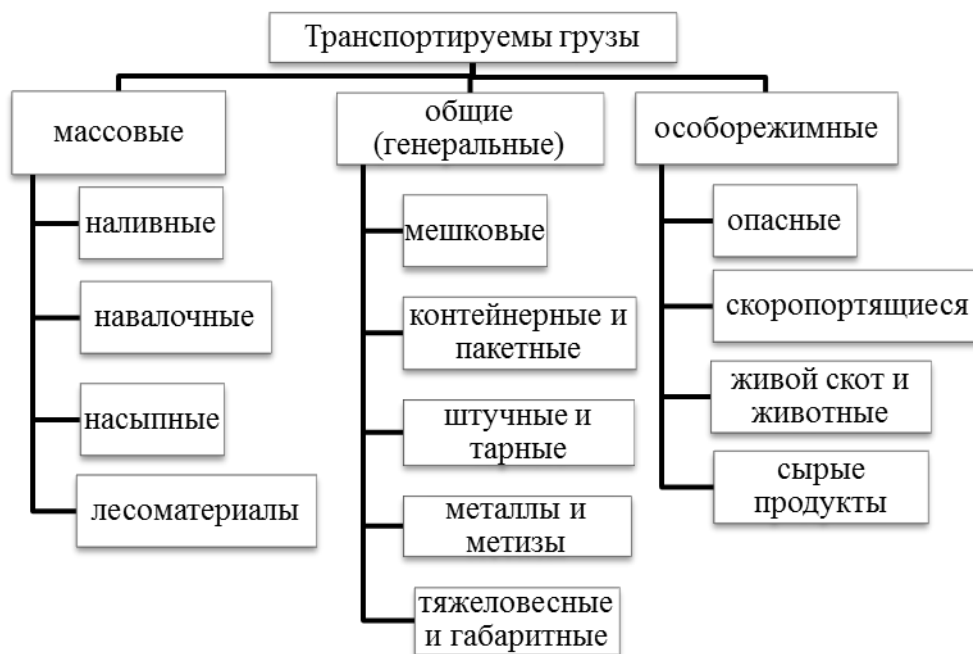 Транспортируемы грузы
массовые
наливные
навалочные
насыпные
лесоматериалы
общие
(генеральные)
мешковые
контейнерные и
пакетные
штучные и
тарные
металлы и
метизы
тяжеловесные
и габаритные
особорежимные
опасные
скоропортящиеся
живой скот и
животные
сырые
продукты